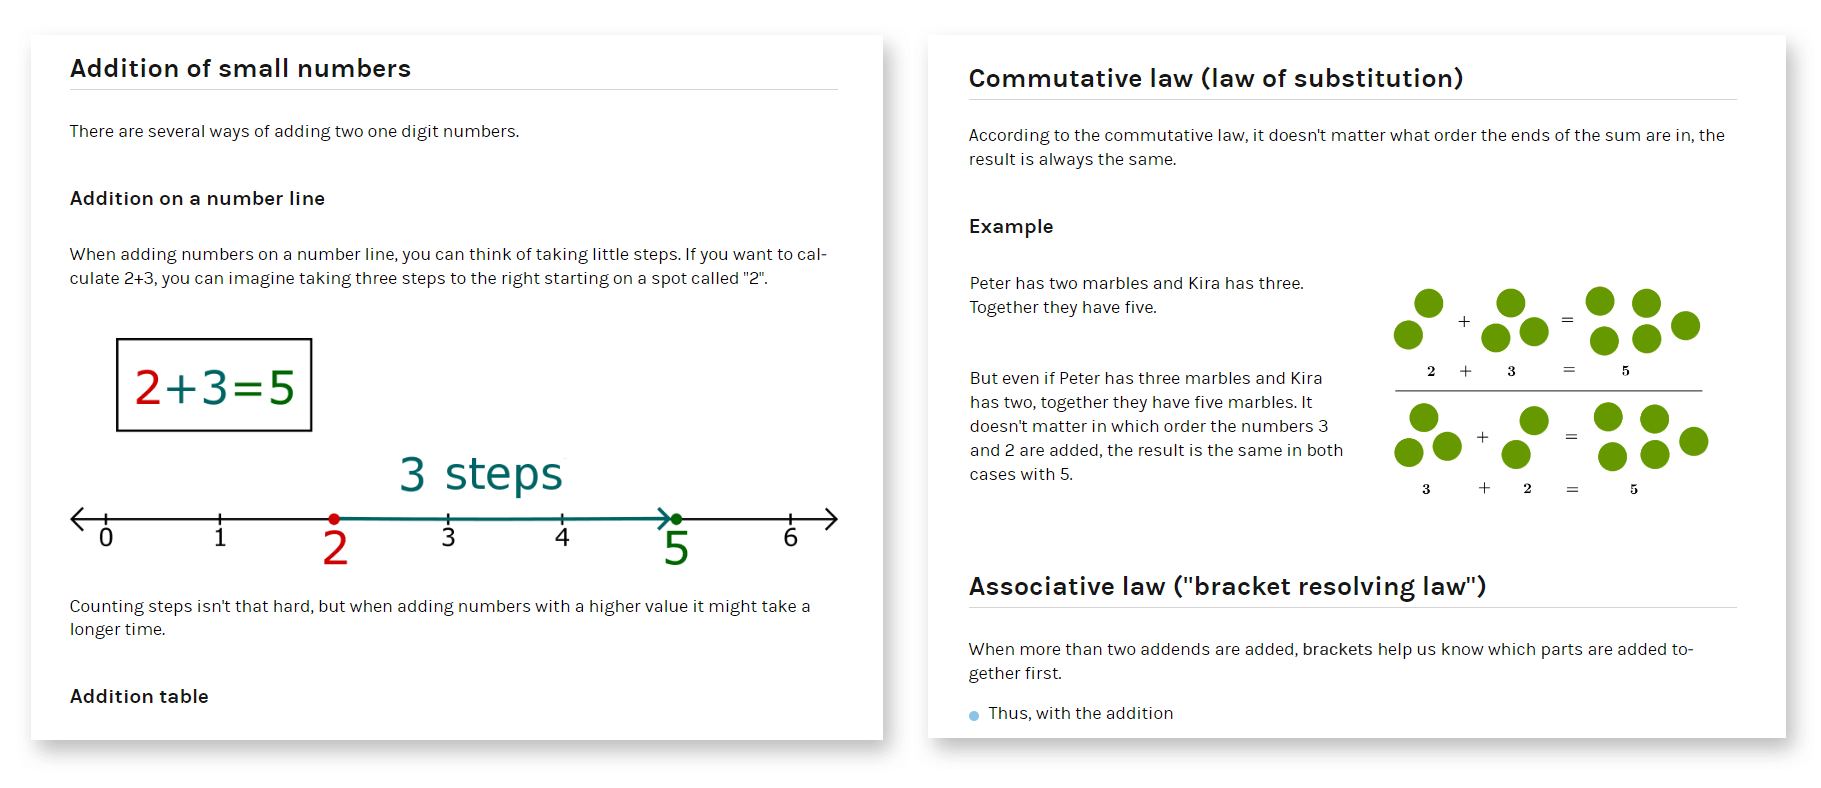 Addition of small numbers
There are several ways of adding two one digit numbers.
Addition on a number line
When adding numbers on a number line, you can think of taking little steps. If you want to cal-
culate 2+3, you can imagine taking three steps to the right starting on a spot called "2".
2+3=5
3 steps
0 1 2 3 4 5 6
Counting steps isn't that hard, but when adding numbers with a higher value it might take a
longer time.
Addition table
Commutative law (law of substitution)
According to the commutative law, it doesn't matter what order the ends of the sum are in, the
result is always the same.
Example
Peter has two marbles and Kira has three.
Together they have five.
But even if Peter has three marbles and Kira
has two, together they have five marbles. It
doesn't matter in which order the numbers 3
and 2 are added, the result is the same in both
cases with 5.
+ =
2 + 3 = 5
+ =
3 + 2 = 5
Associative law ("bracket resolving law")
When more than two addends are added, brackets help us know which parts are added to-
gether first.
Thus, with the addition